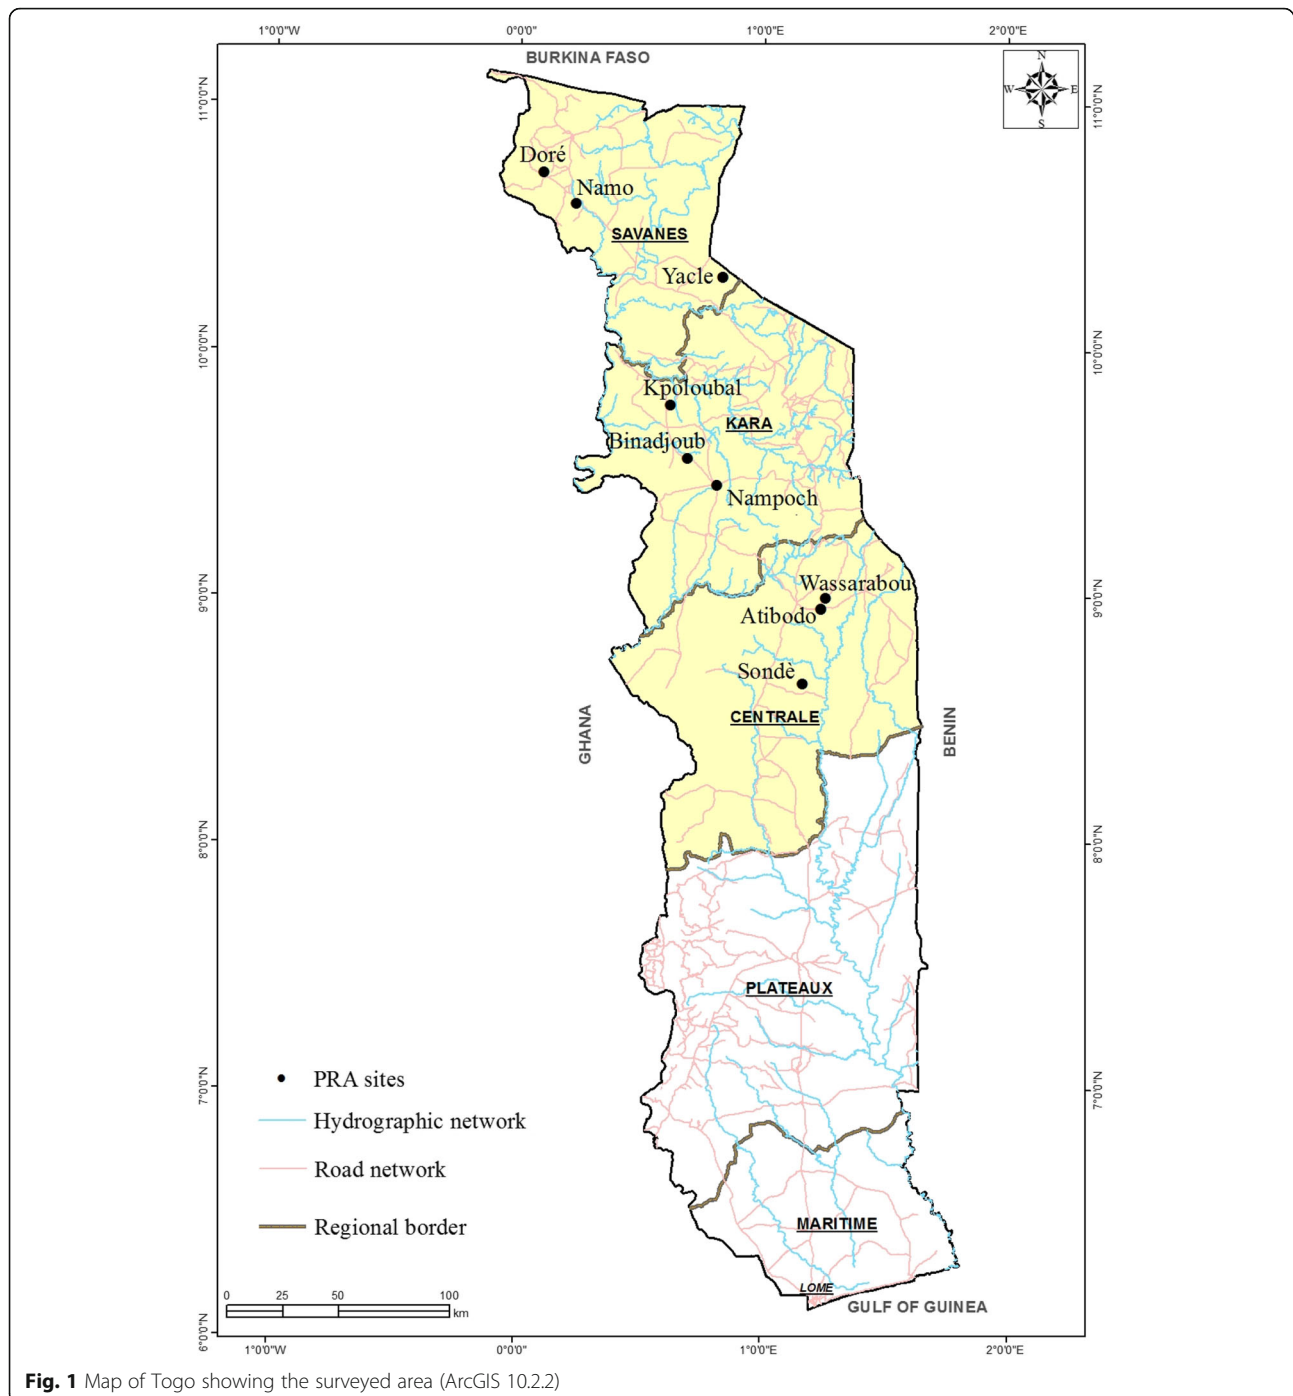 1°0'0"W 0°0'0" 1°0'0"E 2°0'0"E
BURKINA FASO
N
W E
S
11°0'0"N 11°0'0"N
Doré
Namo
SAVANES
Yacle
10°0'0"N 10°0'0"N
Kpoloubal
KARA
Binadjoub
Nampoch
9°0'0"N 9°0'0"N
Wassarabou
Atibodo
Sondè
CENTRALE
GHANA
BENIN
8°0'0"N 8°0'0"N
PLATEAUX
7°0'0"N 7°0'0"N
PRA sites
Hydrographic network
Road network
Regional border
MARITIME
LOME
GULF OF GUINEA
0 25 50 100
km
6°0'0"N
1°0'0"W 0°0'0" 1°0'0"E 2°0'0"E
Fig. 1 Map of Togo showing the surveyed area (ArcGIS 10.2.2)